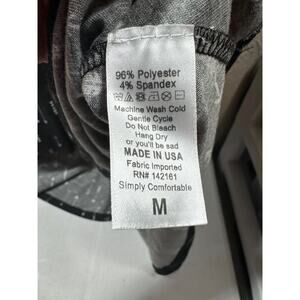 96% Polyester
4% Spandex
Machine Wash Cold
Gentle Cycle
Do Not Bleach
Hang Dry
or you'll be sad
MADE IN USA
Fabric Imported
RN# 142161
Simply Comfortable
M